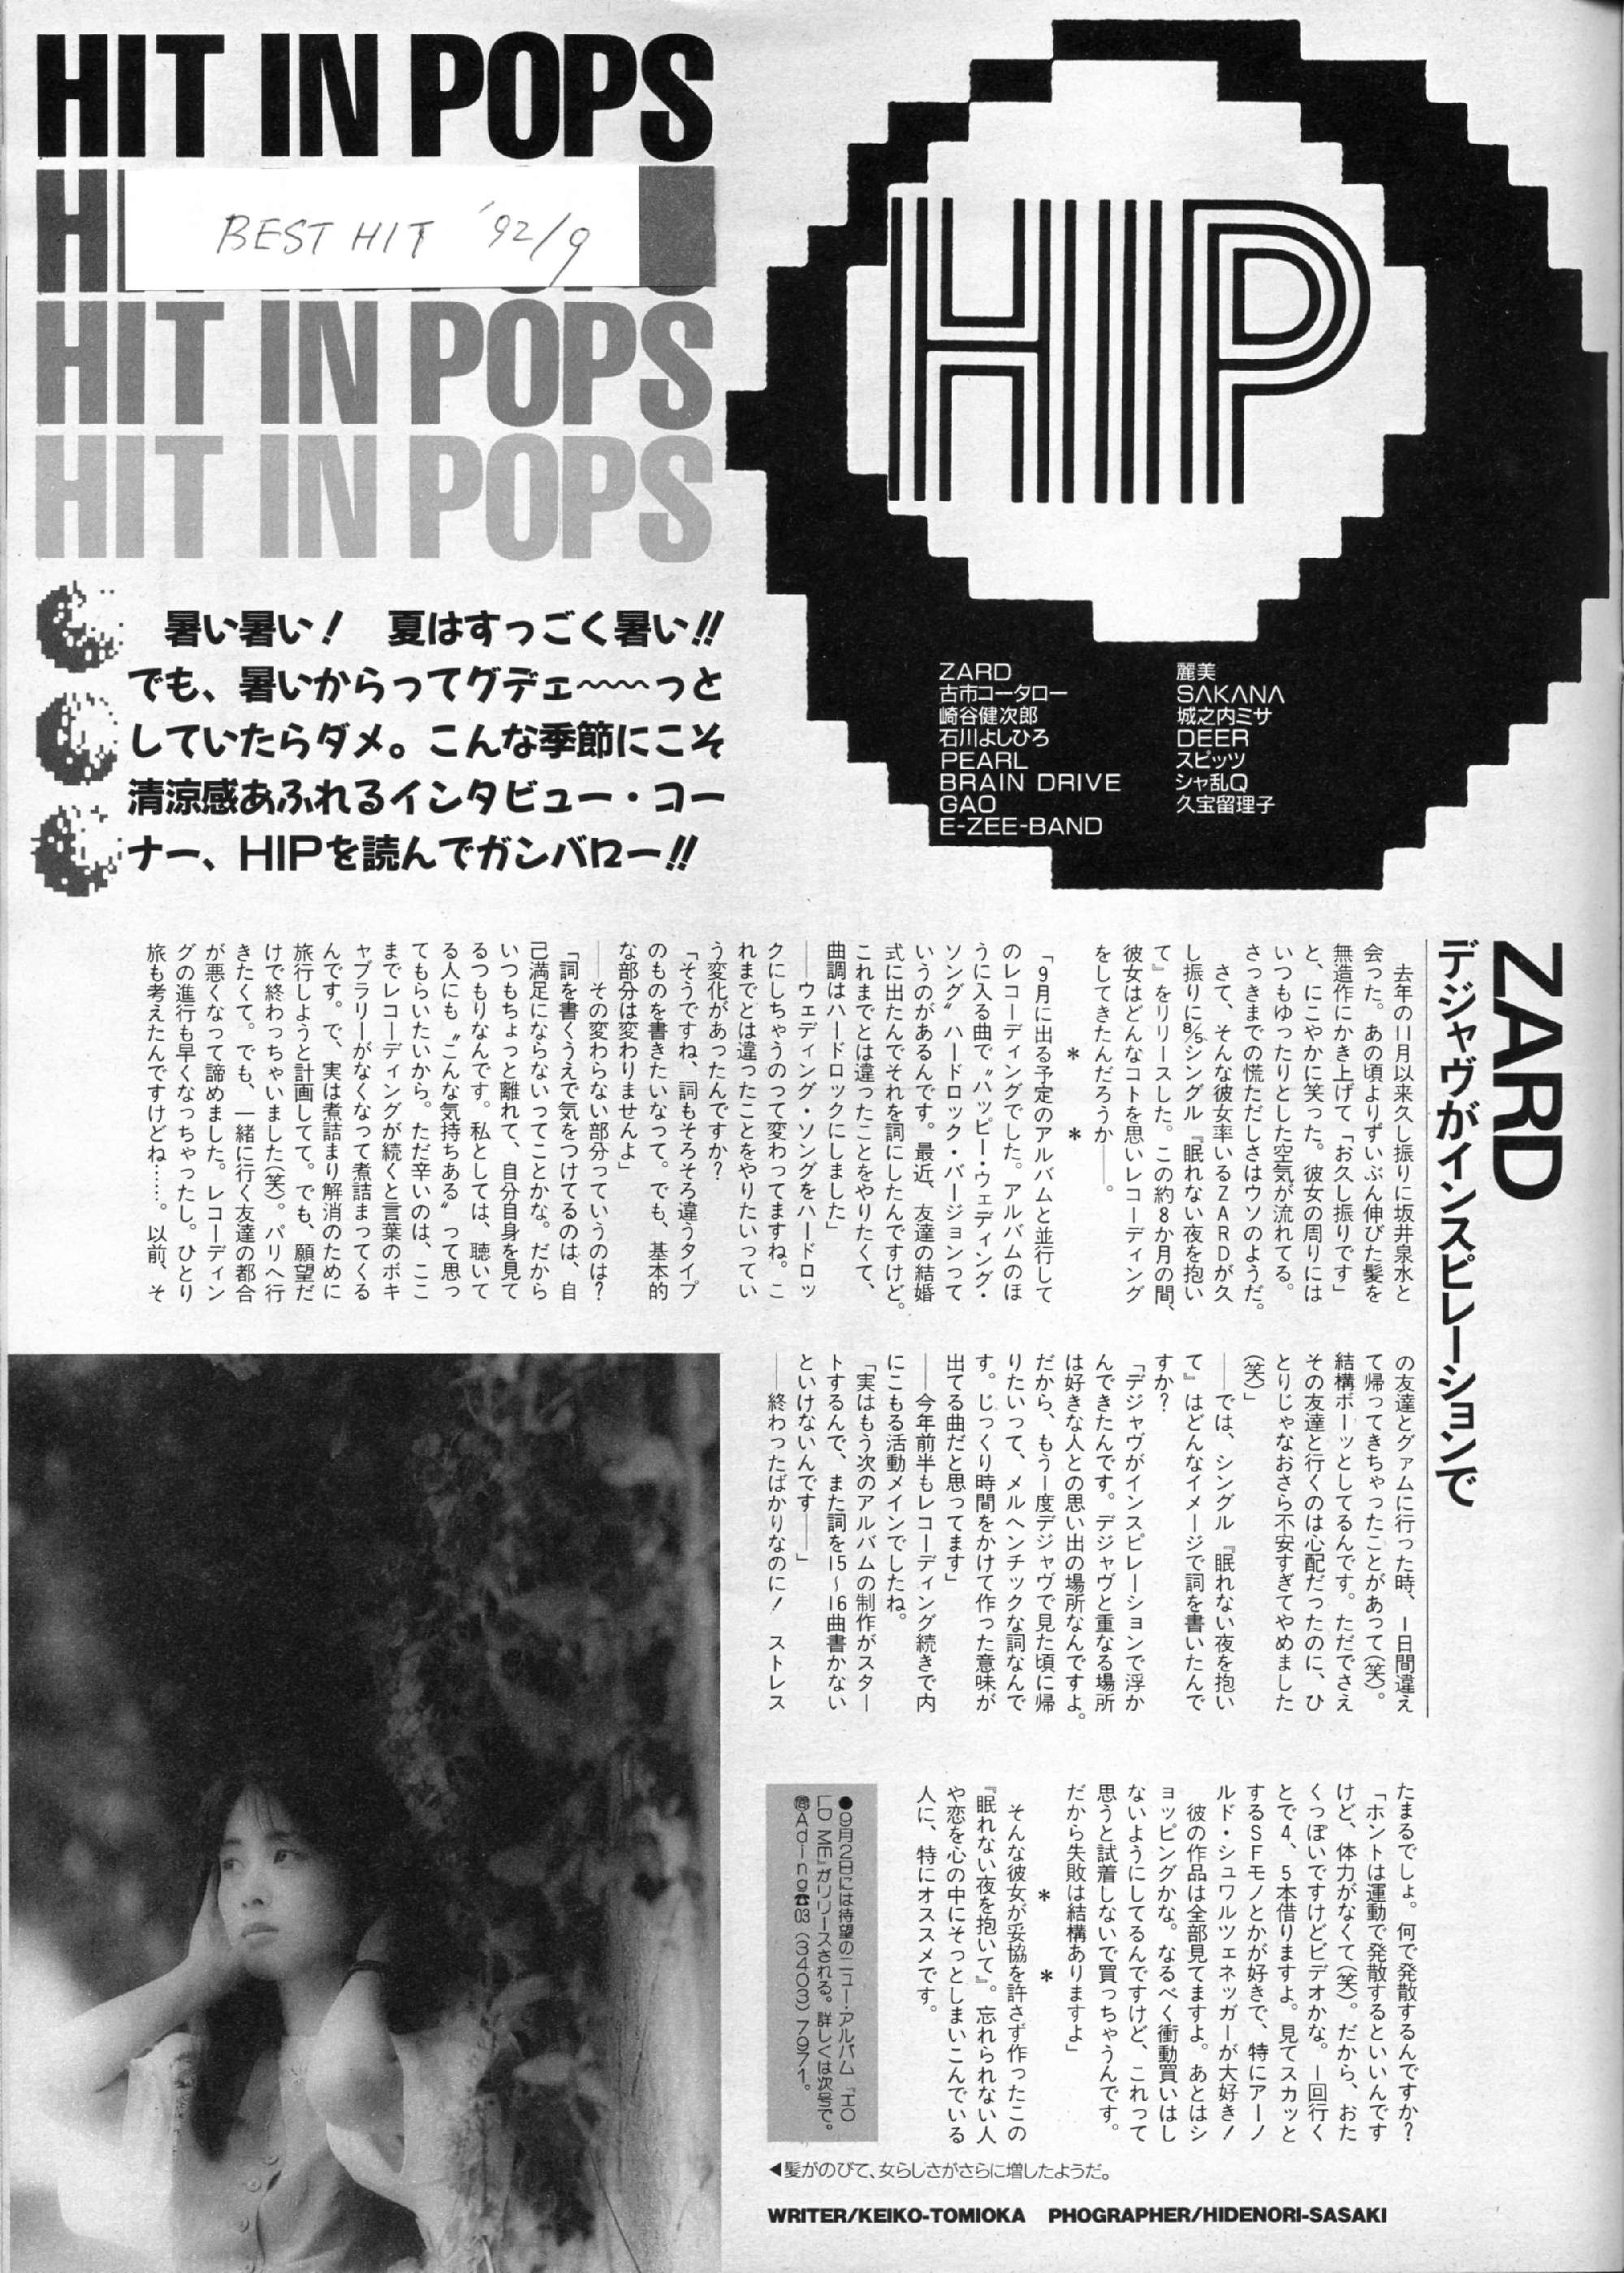 HIT IN POPS
BEST HIT '92/9
HIT IN POPS
HIT IN POPS
HIP
ZARD
古市コータロー
崎谷健次郎
石川よしひろ
PEARL
BRAIN DRIVE
GAO
E-ZEE-BAND
麗美
SAKANA
城之内ミサ
DEER
スピッツ
シャ乱Q
久宝留理子
暑い暑い! 夏はすっごく暑い!!
でも、暑いからってグデェ〜〜〜っと
していたらダメ。こんな季節にこそ
清涼感あふれるインタビュー・コー
ナー、HIPを読んでガンバロー!!
ZARD
デジャヴがインスピレーションで
去年の11月以来久し振りに坂井泉水と
会った。あの頃よりずいぶん伸びた髪を
無造作にかき上げて「お久し振りです」
と、にこやかに笑った。彼女の周りには
いつもゆったりとした空気が流れてる。
さっきまでの慌ただしさはウソのようだ。
さて、そんな彼女率いるZARDが久
し振りに8/5シングル『眠れない夜を抱い
て』をリリースした。この約8か月の間、
彼女はどんなコトを思いレコーディング
をしてきたんだろうか——。
* *
「9月に出る予定のアルバムと並行して
のレコーディングでした。アルバムのほ
うに入る曲で〝ハッピー・ウェディング・
ソング〟ハードロック・バージョンって
いうのがあるんです。最近、友達の結婚
式に出たんでそれを詞にしたんですけど。
これまでとは違ったことをやりたくて、
曲調はハードロックにしました」
——ウェディング・ソングをハードロッ
クにしちゃうのって変わってますね。こ
れまでとは違ったことをやりたいってい
う変化があったんですか?
「そうですね、詞もそろそろ違うタイプ
のものを書きたいなって。でも、基本的
な部分は変わりませんよ」
——その変わらない部分っていうのは?
「詞を書くうえで気をつけてるのは、自
己満足にならないってことかな。だから
いつもちょっと離れて、自分自身を見て
るつもりなんです。私としては、聴いて
る人にも〝こんな気持ちある〟って思っ
てもらいたいから。ただ辛いのは、ここ
までレコーディングが続くと言葉のボキ
ャブラリーがなくなって煮詰まってくる
んです。で、実は煮詰まり解消のために
旅行しようと計画してて。でも、願望だ
けで終わっちゃいました(笑)。パリへ行
きたくて。でも、一緒に行く友達の都合
が悪くなって諦めました。レコーディン
グの進行も早くなっちゃったし。ひとり
旅も考えたんですけどね……。以前、そ
の友達とグァムに行った時、1日間違え
て帰ってきちゃったことがあって(笑)。
結構ボーッとしてるんです。ただでさえ
その友達と行くのは心配だったのに、ひ
とりじゃなおさら不安すぎてやめました
(笑)」
——では、シングル『眠れない夜を抱い
て』はどんなイメージで詞を書いたんで
すか?
「デジャヴがインスピレーションで浮か
んできたんです。デジャヴと重なる場所
は好きな人との思い出の場所なんですよ。
だから、もう一度デジャヴで見た頃に帰
りたいって、メルヘンチックな詞なんで
す。じっくり時間をかけて作った意味が
出てる曲だと思ってます」
——今年前半もレコーディング続きで内
にこもる活動メインでしたね。
「実はもう次のアルバムの制作がスター
トするんで、また詞を15〜16曲書かない
といけないんです——」
——終わったばかりなのに! ストレス
たまるでしょ。何で発散するんですか?
「ホントは運動で発散するといいんです
けど、体力がなくて(笑)。だから、おた
くっぽいですけどビデオかな。一回行く
とで4、5本借りますよ。見てスカッと
するSFモノとかが好きで、特にアーノ
ルド・シュワルツェネッガーが大好き!
彼の作品は全部見てますよ。あとはシ
ョッピングかな。なるべく衝動買いはし
ないようにしてるんですけど、これって
思うと試着しないで買っちゃうんです。
だから失敗は結構ありますよ」
* *
そんな彼女が妥協を許さず作ったこの
『眠れない夜を抱いて』。忘れられない人
や恋を心の中にそっとしまいこんでいる
人に、特にオススメです。
●9月2日には待望のニュー・アルバム『HO
LD ME』がリリースされる。詳しくは次号で。
㉄Ading☎03(3403)7971。
◀髪がのびて、女らしさがさらに増したようだ。
WRITER/KEIKO-TOMIOKA PHOGRAPHER/HIDENORI-SASAKI